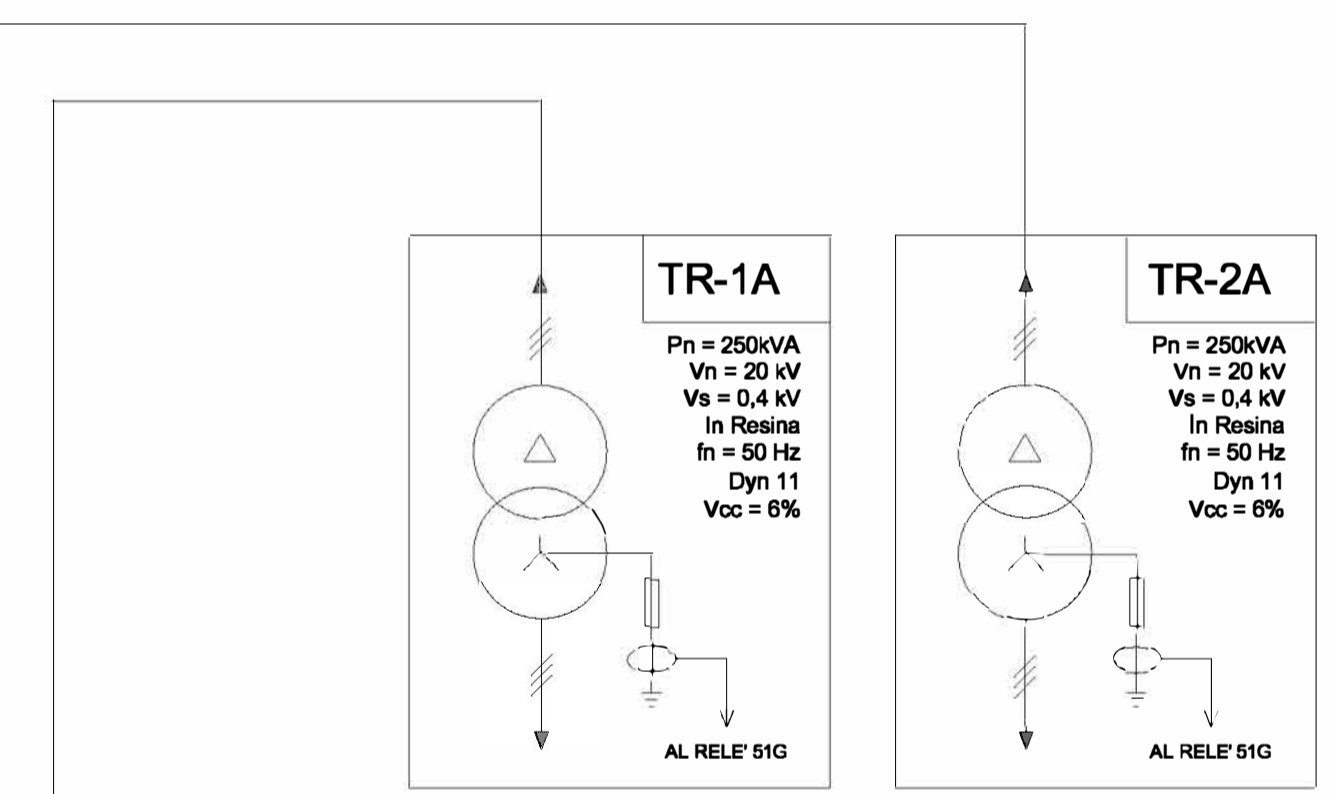 TR-1A
Pn = 250kVA
Vn = 20 kV
Vs = 0,4 kV
In Resina
fn = 50 Hz
Dyn 11
Vcc = 6%
AL RELE' 51G
TR-2A
Pn = 250kVA
Vn = 20 kV
Vs = 0,4 kV
In Resina
fn = 50 Hz
Dyn 11
Vcc = 6%
AL RELE' 51G